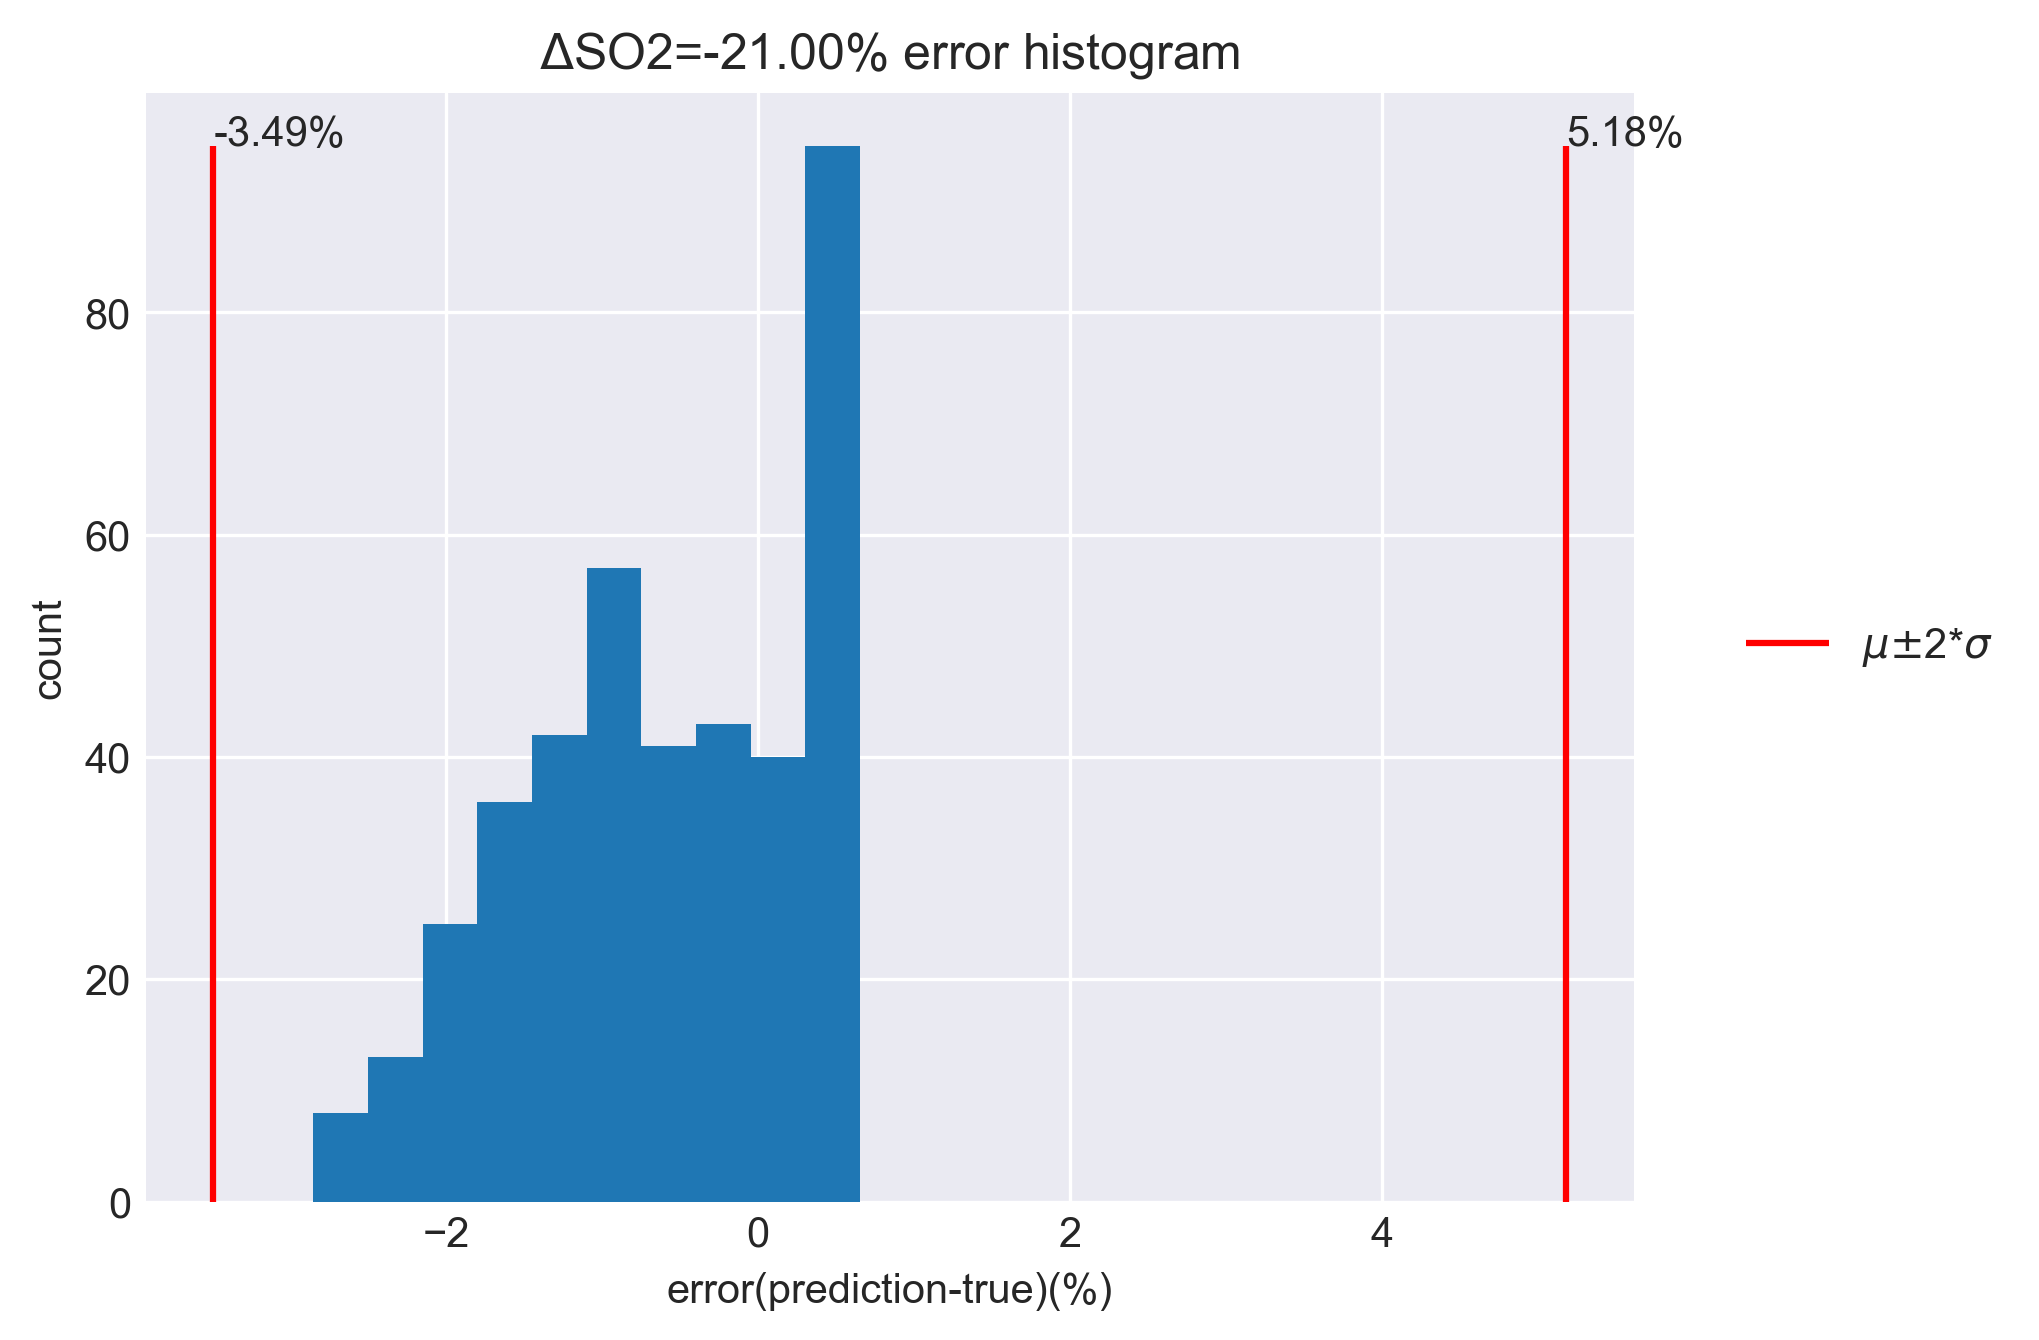 ΔSO2=-21.00% error histogram
-3.49%
5.18%
80
60
40
20
0
count
−2
0
2
4
error(prediction-true)(%)
μ±2*σ